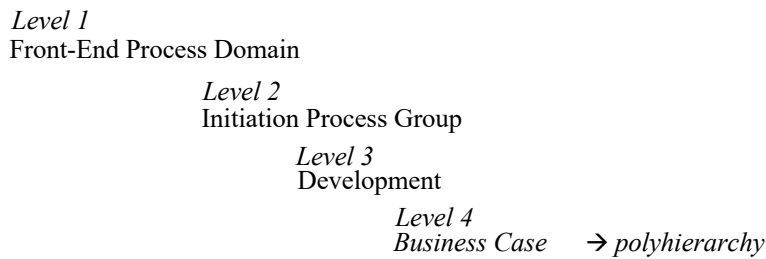 Level 1
Front-End Process Domain
Level 2
Initiation Process Group
Level 3
Development
Level 4
Business Case → polyhierarchy